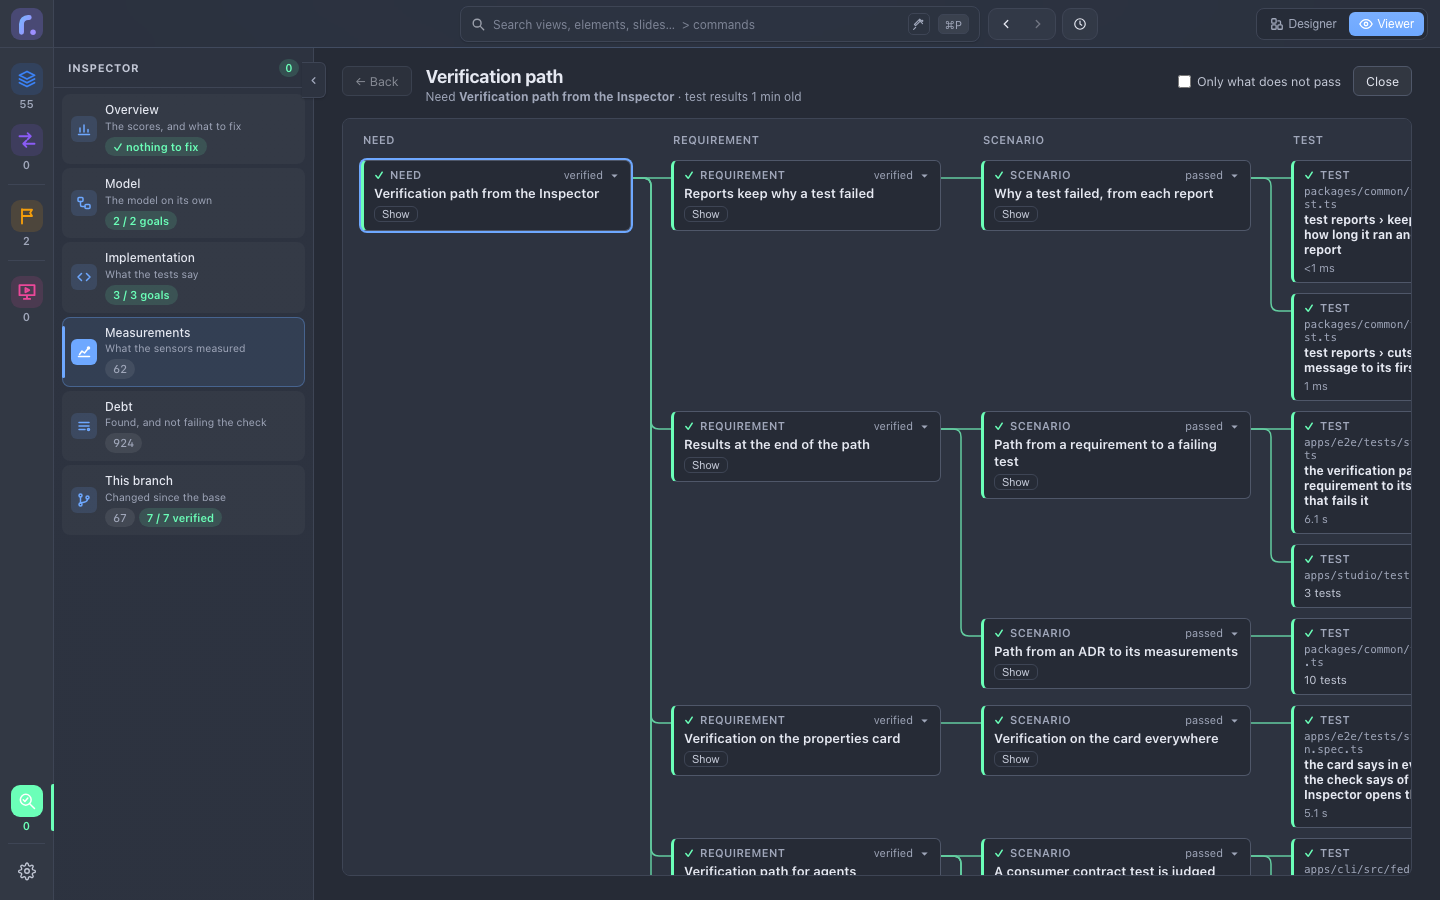 Search views, elements, slides... > commands
⌘P
Designer
Viewer
55
0
2
0
0
INSPECTOR
0
Overview
The scores, and what to fix
✓ nothing to fix
Model
The model on its own
2 / 2 goals
Implementation
What the tests say
3 / 3 goals
Measurements
What the sensors measured
62
Debt
Found, and not failing the check
924
This branch
Changed since the base
67 7 / 7 verified
← Back
Verification path
Need Verification path from the Inspector · test results 1 min old
Only what does not pass
Close
NEED
REQUIREMENT
SCENARIO
TEST
NEED verified
Verification path from the Inspector
Show
REQUIREMENT verified
Reports keep why a test failed
Show
SCENARIO passed
Why a test failed, from each report
Show
TEST
packages/common/
st.ts
test reports › keep
how long it ran an
report
<1 ms
TEST
packages/common/
st.ts
test reports › cuts
message to its firs
1 ms
REQUIREMENT verified
Results at the end of the path
Show
SCENARIO passed
Path from a requirement to a failing
test
Show
TEST
apps/e2e/tests/s
ts
the verification pa
requirement to its
that fails it
6.1 s
TEST
apps/studio/test
3 tests
SCENARIO passed
Path from an ADR to its measurements
Show
TEST
packages/common/
.ts
10 tests
REQUIREMENT verified
Verification on the properties card
Show
SCENARIO passed
Verification on the card everywhere
Show
TEST
apps/e2e/tests/s
n.spec.ts
the card says in ev
the check says of
Inspector opens t
5.1 s
REQUIREMENT verified
Verification path for agents
SCENARIO passed
A consumer contract test is judged
TEST
apps/cli/src/fed